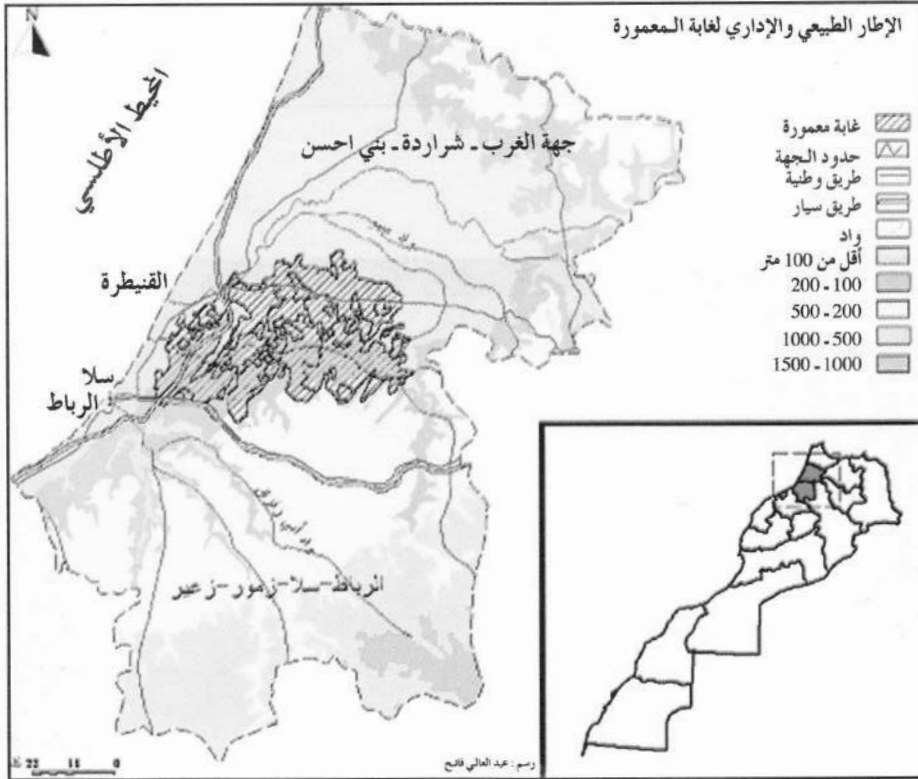 الإطار الطبيعي والإداري لغابة الـمعمورة
N
المحيط الأطلسي
جهة الغرب ـ شراردة ـ بني احسن
غابة معمورة
حدود الـجهة
طريق وطنية
طريق سيار
واد
أقل من 100 متر
100 ـ 200
200 ـ 500
500 ـ 1000
1000 ـ 1500
القنيطرة
سلا
الرباط
الرباط-سلا-زمور-زعير
22 11 0
رسم : عبد العالي فاتح